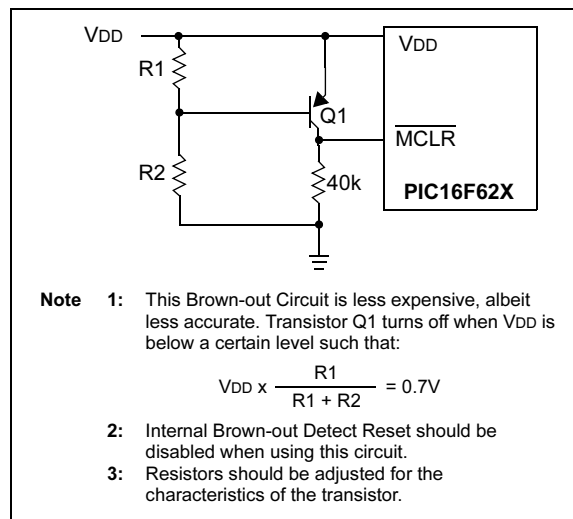 VDD
VDD
R1
Q1
MCLR
R2
40k
PIC16F62X
Note 1: This Brown-out Circuit is less expensive, albeit
less accurate. Transistor Q1 turns off when VDD is
below a certain level such that:
VDD x R1 / R1 + R2 = 0.7V
2: Internal Brown-out Detect Reset should be
disabled when using this circuit.
3: Resistors should be adjusted for the
characteristics of the transistor.